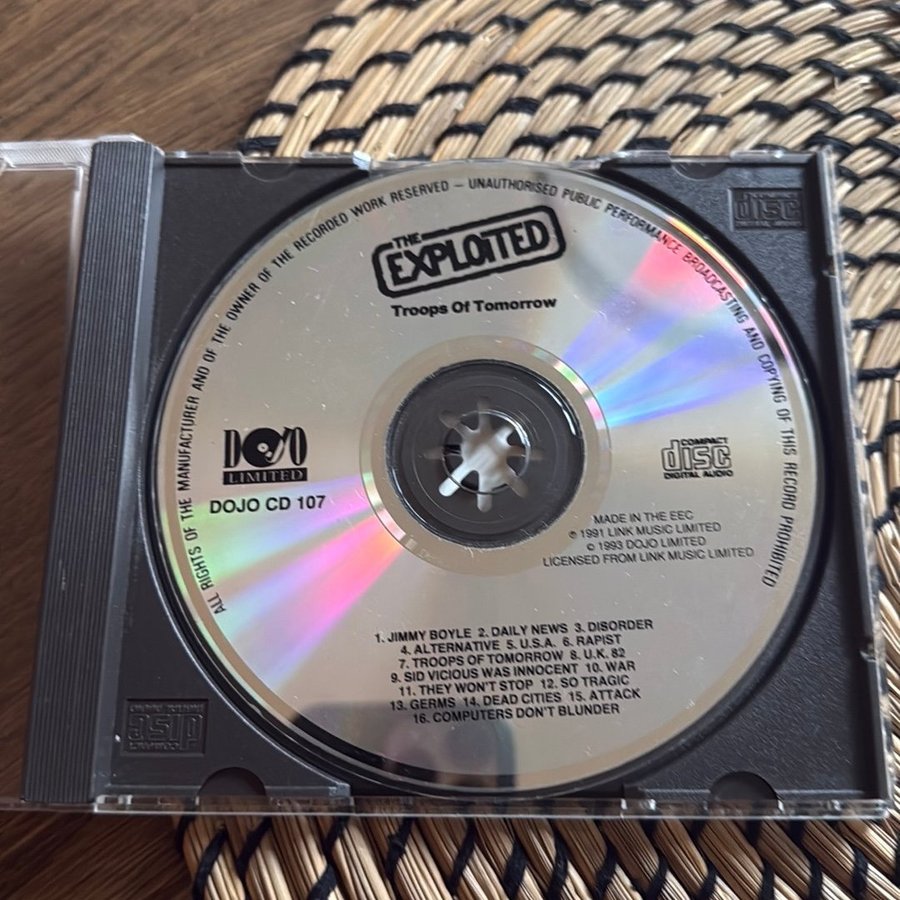 ALL RIGHTS OF THE MANUFACTURER AND OF THE OWNER OF THE RECORDED WORK RESERVED – UNAUTHORISED PUBLIC PERFORMANCE BROADCASTING AND COPYING OF THIS RECORD PROHIBITED
THE
EXPLOITED
Troops Of Tomorrow
DOJO
LIMITED
DOJO CD 107
COMPACT
disc
DIGITAL AUDIO
MADE IN THE EEC
℗ 1991 LINK MUSIC LIMITED
© 1993 DOJO LIMITED
LICENSED FROM LINK MUSIC LIMITED
1. JIMMY BOYLE 2. DAILY NEWS 3. DISORDER
4. ALTERNATIVE 5. U.S.A. 6. RAPIST
7. TROOPS OF TOMORROW 8. U.K. 82
9. SID VICIOUS WAS INNOCENT 10. WAR
11. THEY WON'T STOP 12. SO TRAGIC
13. GERMS 14. DEAD CITIES 15. ATTACK
16. COMPUTERS DON'T BLUNDER
disc
COMPACT
disc
DIGITAL AUDIO